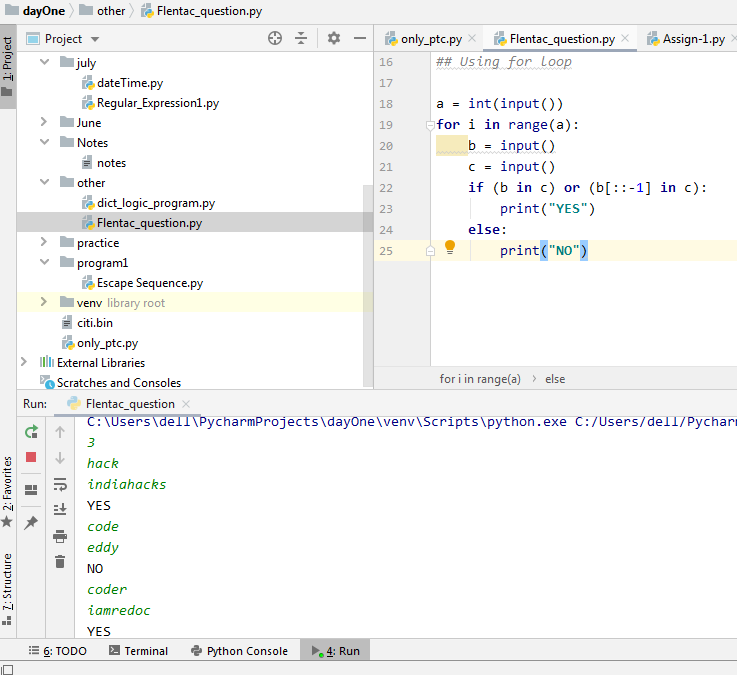 dayOne other Flentac_question.py
1: Project
Project
july
dateTime.py
Regular_Expression1.py
June
Notes
notes
other
dict_logic_program.py
Flentac_question.py
practice
program1
Escape Sequence.py
venv library root
citi.bin
only_ptc.py
External Libraries
Scratches and Consoles
only_ptc.py Flentac_question.py Assign-1.py
16 ## Using for loop
17
18 a = int(input())
19 for i in range(a):
20 b = input()
21 c = input()
22 if (b in c) or (b[::-1] in c):
23 print("YES")
24 else:
25 print("NO")
for i in range(a) › else
Run: Flentac_question
2: Favorites
7: Structure
C:\Users\dell\PycharmProjects\dayOne\venv\Scripts\python.exe C:/Users/dell/Pychar
3
hack
indiahacks
YES
code
eddy
NO
coder
iamredoc
YES
6: TODO Terminal Python Console 4: Run